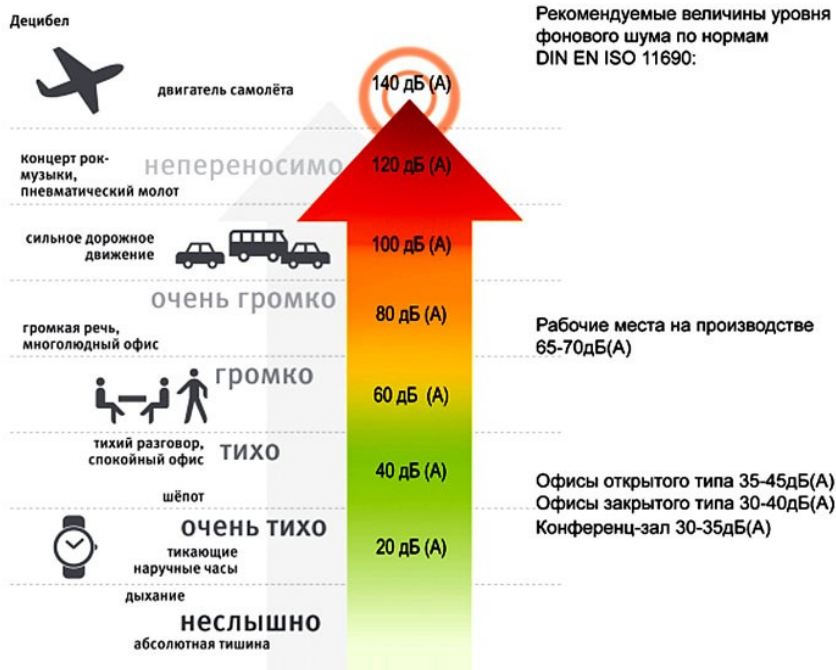 Децибел
Рекомендуемые величины уровня
фонового шума по нормам
DIN EN ISO 11690:
двигатель самолёта
140 дБ (А)
концерт рок-
музыки,
пневматический молот
непереносимо
120 дБ (А)
сильное дорожное
движение
100 дБ (А)
очень громко
80 дБ (А)
громкая речь,
многолюдный офис
Рабочие места на производстве
65-70дБ(А)
громко
60 дБ (А)
тихий разговор,
спокойный офис
тихо
40 дБ (А)
шёпот
Офисы открытого типа 35-45дБ(А)
Офисы закрытого типа 30-40дБ(А)
Конференц-зал 30-35дБ(А)
очень тихо
20 дБ (А)
тикающие
наручные часы
дыхание
неслышно
абсолютная тишина